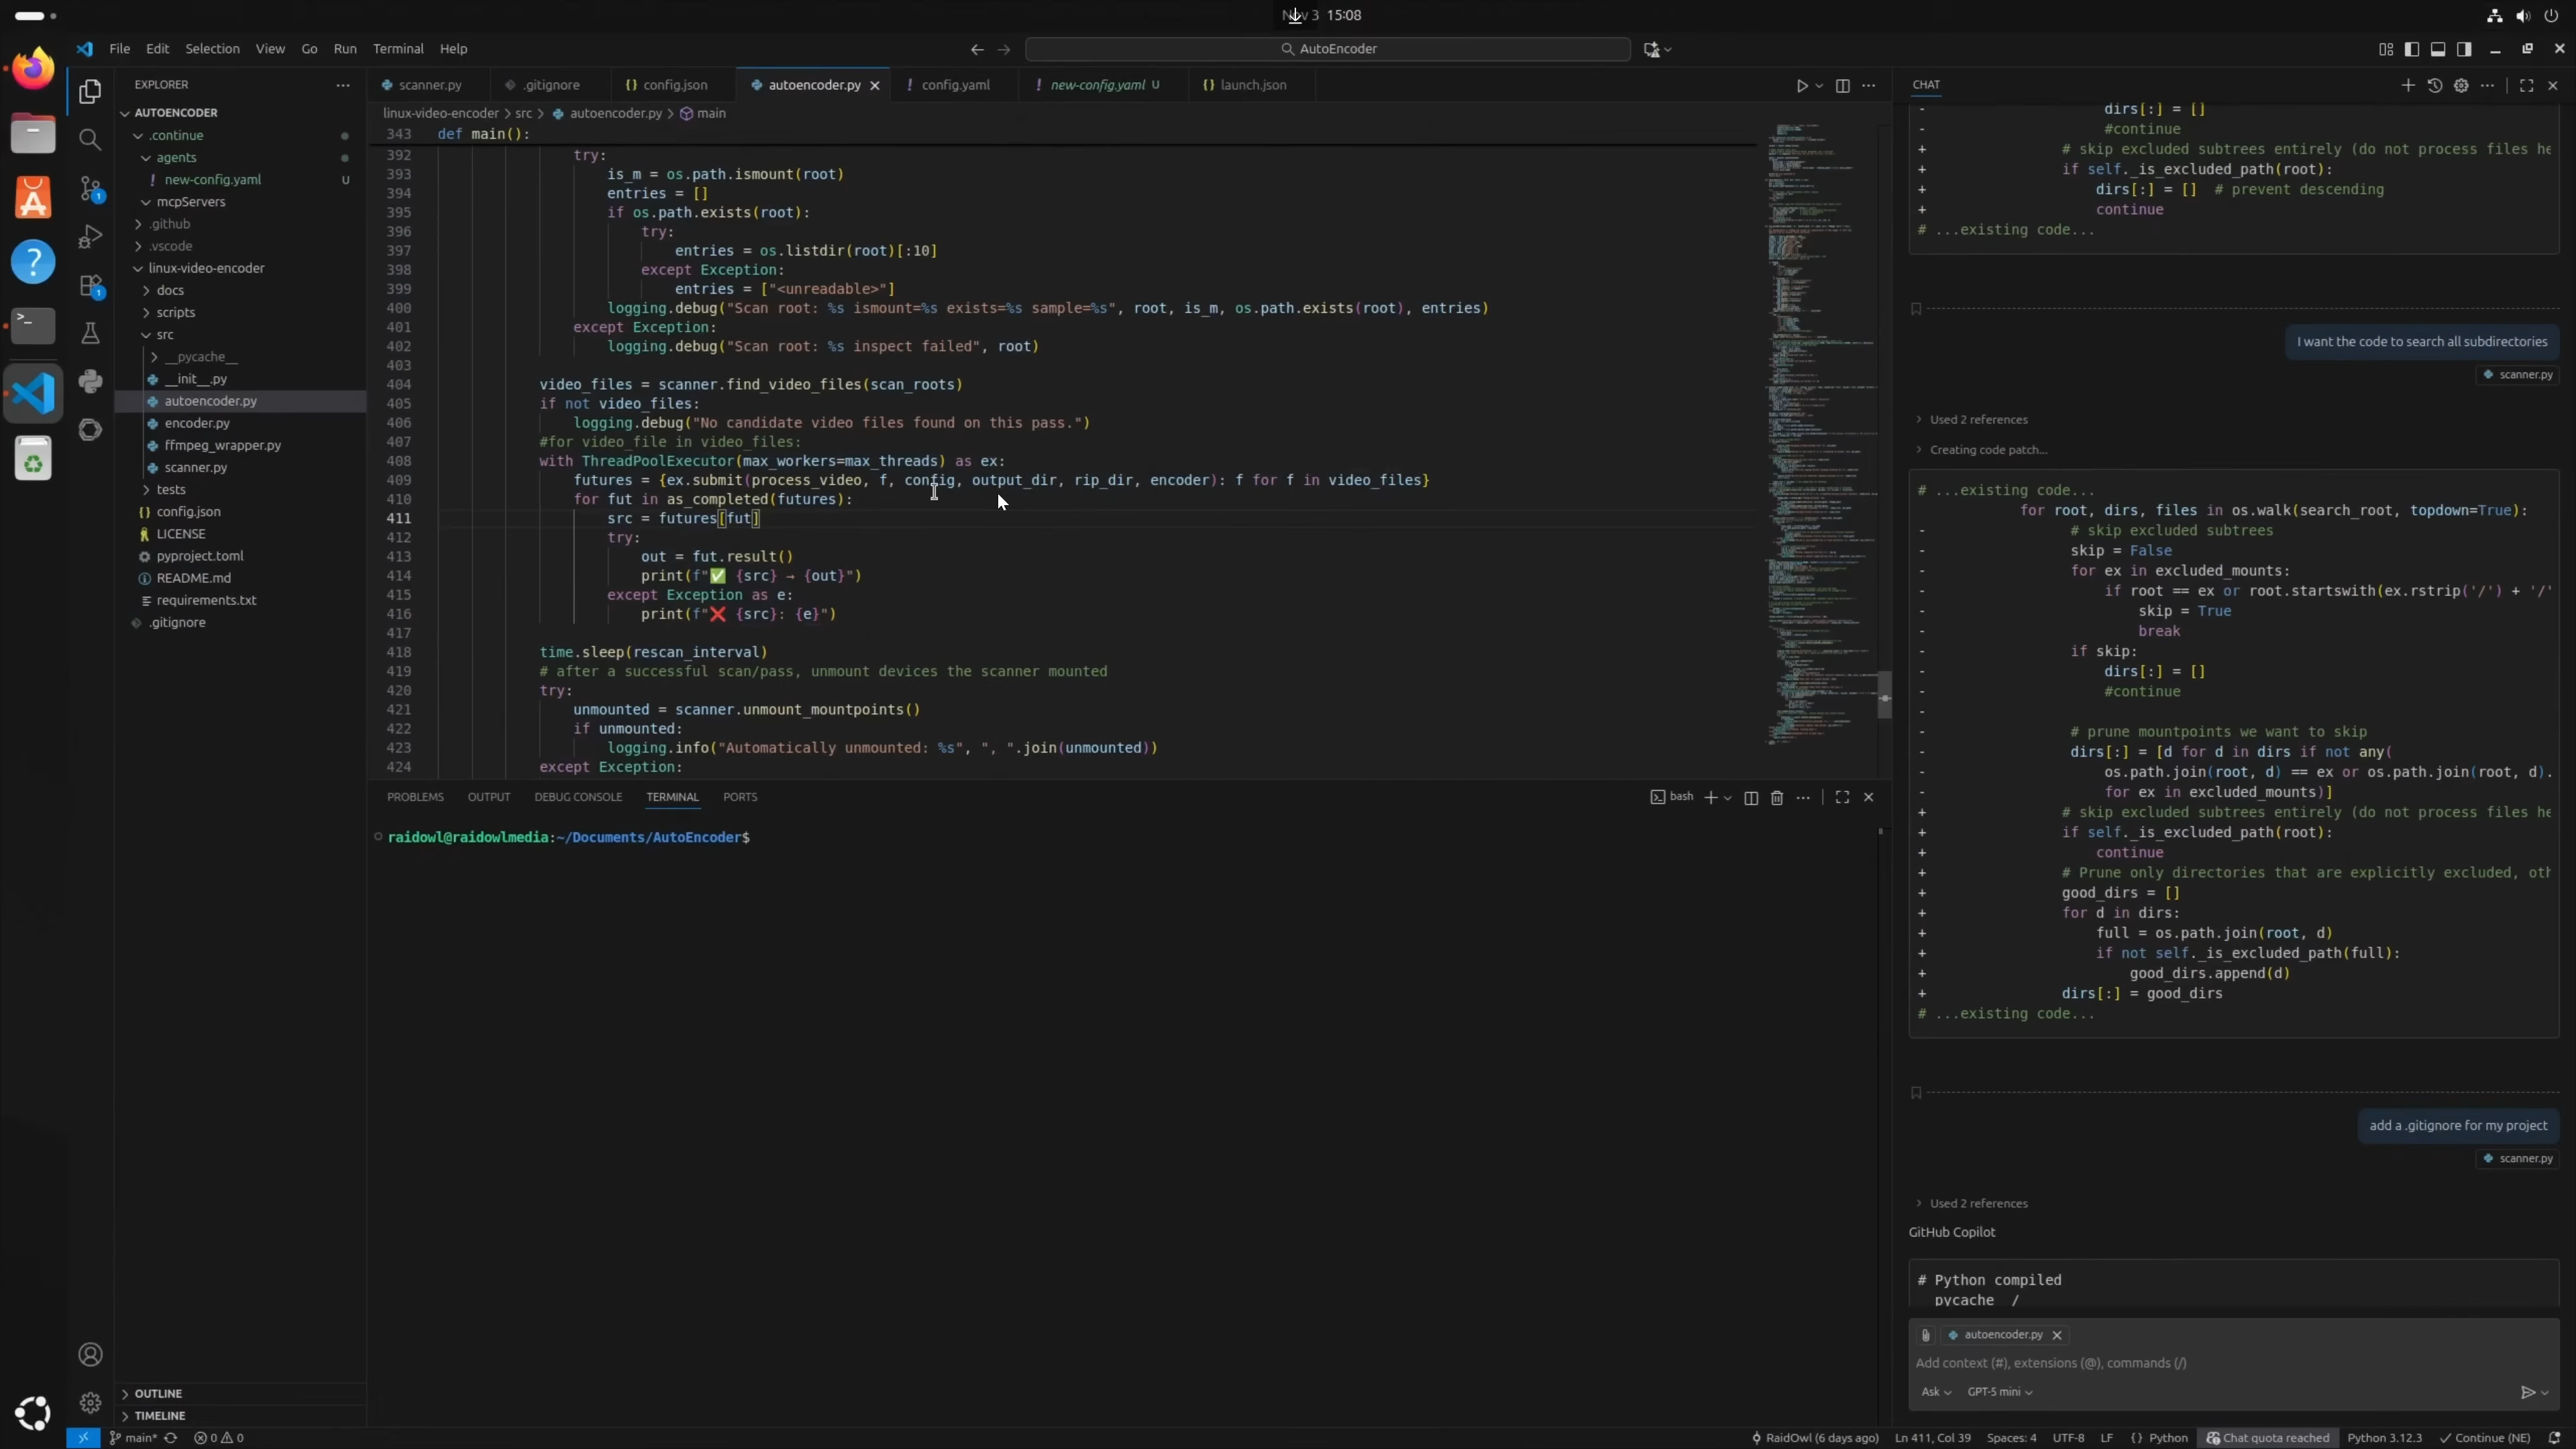 Nov 3 15:08
File Edit Selection View Go Run Terminal Help
AutoEncoder
EXPLORER
AUTOENCODER
.continue
agents
new-config.yaml U
mcpServers
.github
.vscode
linux-video-encoder
docs
scripts
src
__pycache__
__init__.py
autoencoder.py
encoder.py
ffmpeg_wrapper.py
scanner.py
tests
config.json
LICENSE
pyproject.toml
README.md
requirements.txt
.gitignore
OUTLINE
TIMELINE
scanner.py .gitignore config.json autoencoder.py config.yaml new-config.yaml U launch.json
linux-video-encoder > src > autoencoder.py > main
343 def main():
392 try:
393 is_m = os.path.ismount(root)
394 entries = []
395 if os.path.exists(root):
396 try:
397 entries = os.listdir(root)[:10]
398 except Exception:
399 entries = ["<unreadable>"]
400 logging.debug("Scan root: %s ismount=%s exists=%s sample=%s", root, is_m, os.path.exists(root), entries)
401 except Exception:
402 logging.debug("Scan root: %s inspect failed", root)
403
404 video_files = scanner.find_video_files(scan_roots)
405 if not video_files:
406 logging.debug("No candidate video files found on this pass.")
407 #for video_file in video_files:
408 with ThreadPoolExecutor(max_workers=max_threads) as ex:
409 futures = {ex.submit(process_video, f, config, output_dir, rip_dir, encoder): f for f in video_files}
410 for fut in as_completed(futures):
411 src = futures[fut]
412 try:
413 out = fut.result()
414 print(f"✅ {src} → {out}")
415 except Exception as e:
416 print(f"❌ {src}: {e}")
417
418 time.sleep(rescan_interval)
419 # after a successful scan/pass, unmount devices the scanner mounted
420 try:
421 unmounted = scanner.unmount_mountpoints()
422 if unmounted:
423 logging.info("Automatically unmounted: %s", ", ".join(unmounted))
424 except Exception:
PROBLEMS OUTPUT DEBUG CONSOLE TERMINAL PORTS
bash
raidowl@raidowlmedia:~/Documents/AutoEncoder$
CHAT
- dirs[:] = []
- #continue
+ # skip excluded subtrees entirely (do not process files he
+ if self._is_excluded_path(root):
+ dirs[:] = [] # prevent descending
+ continue
# ...existing code...
I want the code to search all subdirectories
scanner.py
Used 2 references
Creating code patch...
# ...existing code...
for root, dirs, files in os.walk(search_root, topdown=True):
- # skip excluded subtrees
- skip = False
- for ex in excluded_mounts:
- if root == ex or root.startswith(ex.rstrip('/') + '/'
- skip = True
- break
- if skip:
- dirs[:] = []
- #continue
-
- # prune mountpoints we want to skip
- dirs[:] = [d for d in dirs if not any(
- os.path.join(root, d) == ex or os.path.join(root, d).
- for ex in excluded_mounts)]
+ # skip excluded subtrees entirely (do not process files he
+ if self._is_excluded_path(root):
+ continue
+ # Prune only directories that are explicitly excluded, oth
+ good_dirs = []
+ for d in dirs:
+ full = os.path.join(root, d)
+ if not self._is_excluded_path(full):
+ good_dirs.append(d)
+ dirs[:] = good_dirs
# ...existing code...
add a .gitignore for my project
scanner.py
Used 2 references
GitHub Copilot
# Python compiled
pycache /
autoencoder.py
Add context (#), extensions (@), commands (/)
Ask GPT-5 mini
main* 0 0
RaidOwl (6 days ago) Ln 411, Col 39 Spaces: 4 UTF-8 LF {} Python Chat quota reached Python 3.12.3 Continue (NE)